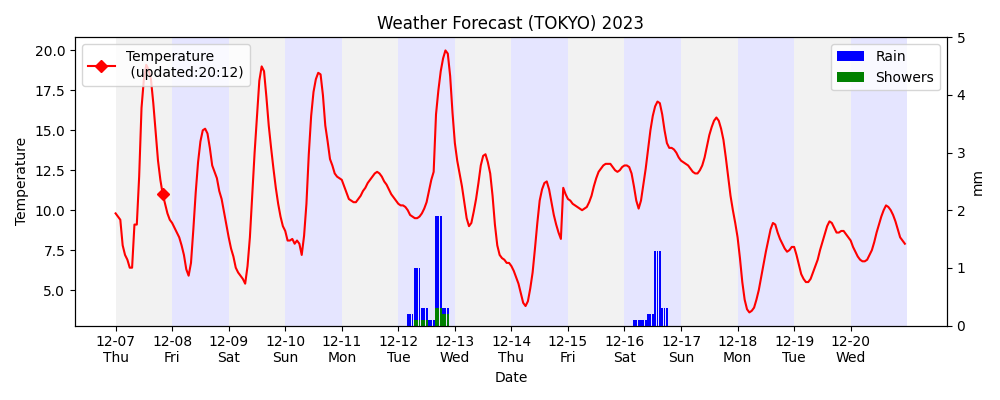 Weather Forecast (TOKYO) 2023
Temperature
(updated:20:12)
Rain
Showers
Temperature
20.0
17.5
15.0
12.5
10.0
7.5
5.0
5
4
3
2
1
0
mm
12-07 12-08 12-09 12-10 12-11 12-12 12-13 12-14 12-15 12-16 12-17 12-18 12-19 12-20
Thu Fri Sat Sun Mon Tue Wed Thu Fri Sat Sun Mon Tue Wed
Date